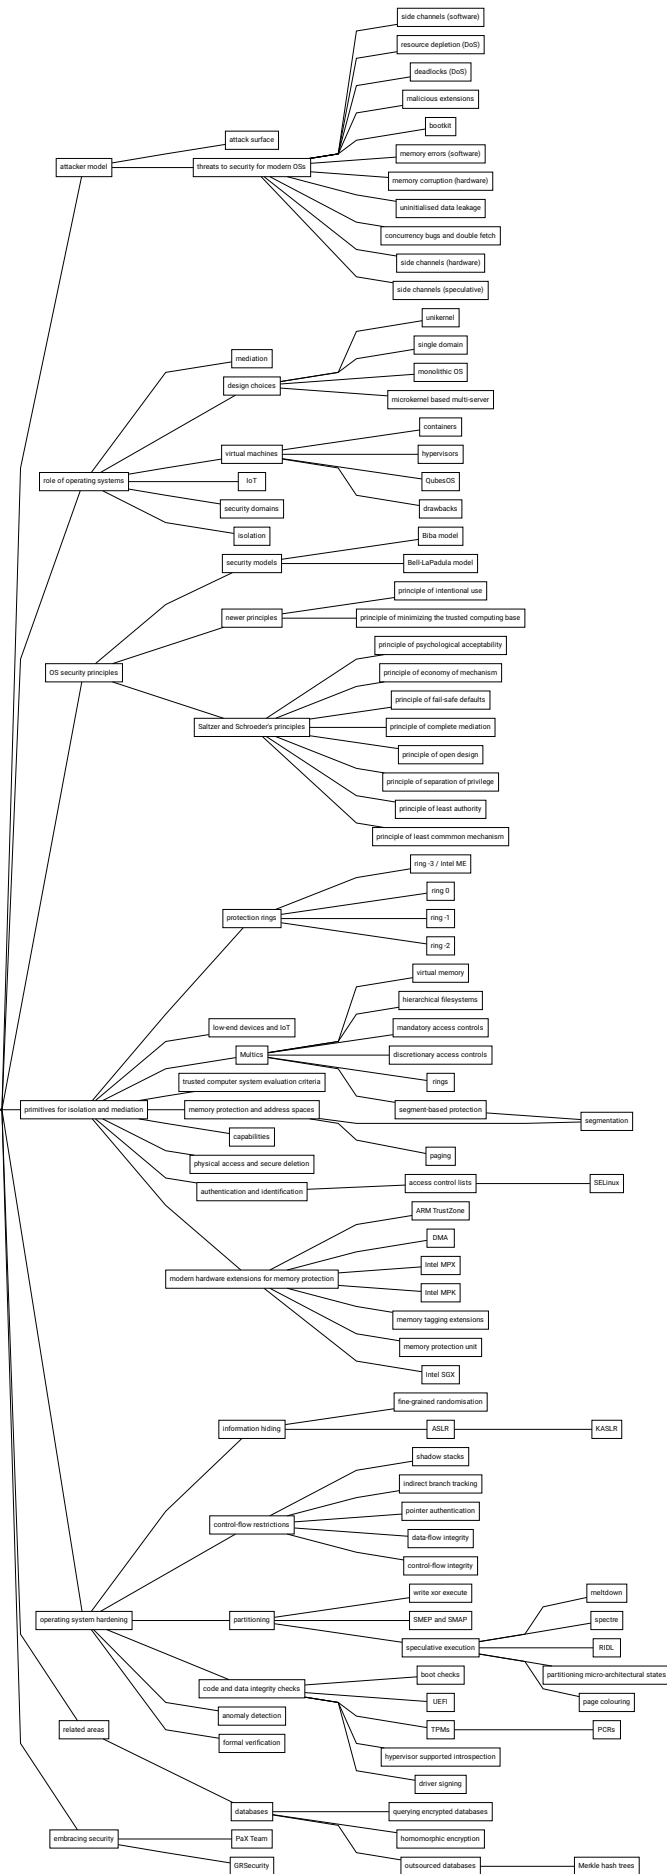 side channels (software)
resource depletion (DoS)
deadlocks (DoS)
malicious extensions
bootkit
attack surface
memory errors (software)
attacker model
threats to security for modern OSs
memory corruption (hardware)
uninitialised data leakage
concurrency bugs and double fetch
side channels (hardware)
side channels (speculative)
unikernel
single domain
mediation
monolithic OS
design choices
microkernel based multi-server
containers
virtual machines
hypervisors
role of operating systems
IoT
QubesOS
security domains
drawbacks
isolation
Biba model
security models
Bell-LaPadula model
principle of intentional use
newer principles
principle of minimizing the trusted computing base
principle of psychological acceptability
OS security principles
principle of economy of mechanism
principle of fail-safe defaults
Saltzer and Schroeder's principles
principle of complete mediation
principle of open design
principle of separation of privilege
principle of least authority
principle of least commmon mechanism
ring -3 / Intel ME
ring 0
protection rings
ring -1
ring -2
virtual memory
hierarchical filesystems
low-end devices and IoT
mandatory access controls
Multics
discretionary access controls
trusted computer system evaluation criteria
rings
primitives for isolation and mediation
memory protection and address spaces
segment-based protection
segmentation
capabilities
paging
physical access and secure deletion
authentication and identification
access control lists
SELinux
ARM TrustZone
DMA
Intel MPX
modern hardware extensions for memory protection
Intel MPK
memory tagging extensions
memory protection unit
Intel SGX
fine-grained randomisation
information hiding
ASLR
KASLR
shadow stacks
indirect branch tracking
pointer authentication
control-flow restrictions
data-flow integrity
control-flow integrity
write xor execute
meltdown
operating system hardening
partitioning
SMEP and SMAP
spectre
speculative execution
RIDL
boot checks
partitioning micro-architectural states
code and data integrity checks
UEFI
page colouring
anomaly detection
related areas
TPMs
PCRs
formal verification
hypervisor supported introspection
driver signing
databases
querying encrypted databases
embracing security
PaX Team
homomorphic encryption
GRSecurity
outsourced databases
Merkle hash trees